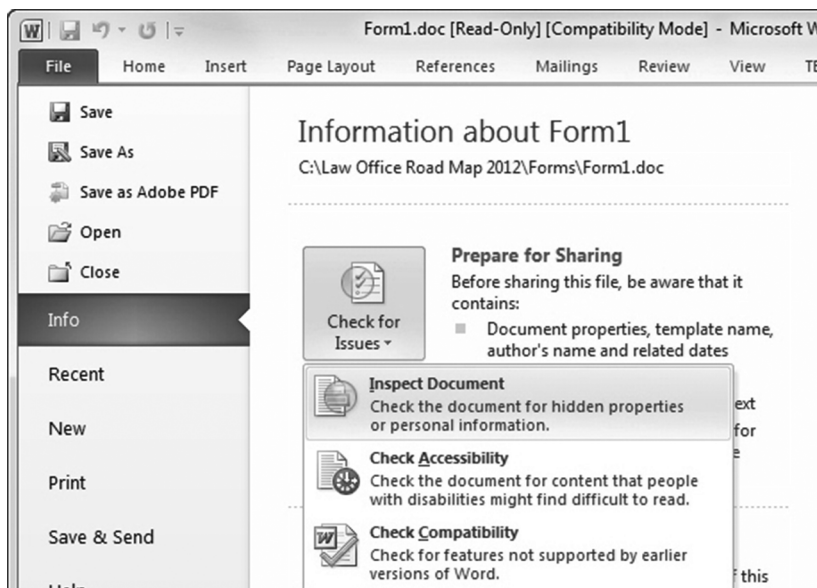 Form1.doc [Read-Only] [Compatibility Mode] - Microsoft W
File Home Insert Page Layout References Mailings Review View
Save
Save As
Save as Adobe PDF
Open
Close
Info
Recent
New
Print
Save & Send
Information about Form1
C:\Law Office Road Map 2012\Forms\Form1.doc
Check for
Issues
Prepare for Sharing
Before sharing this file, be aware that it
contains:
Document properties, template name,
author's name and related dates
Inspect Document
Check the document for hidden properties
or personal information.
Check Accessibility
Check the document for content that people
with disabilities might find difficult to read.
Check Compatibility
Check for features not supported by earlier
versions of Word.
ext
for
this